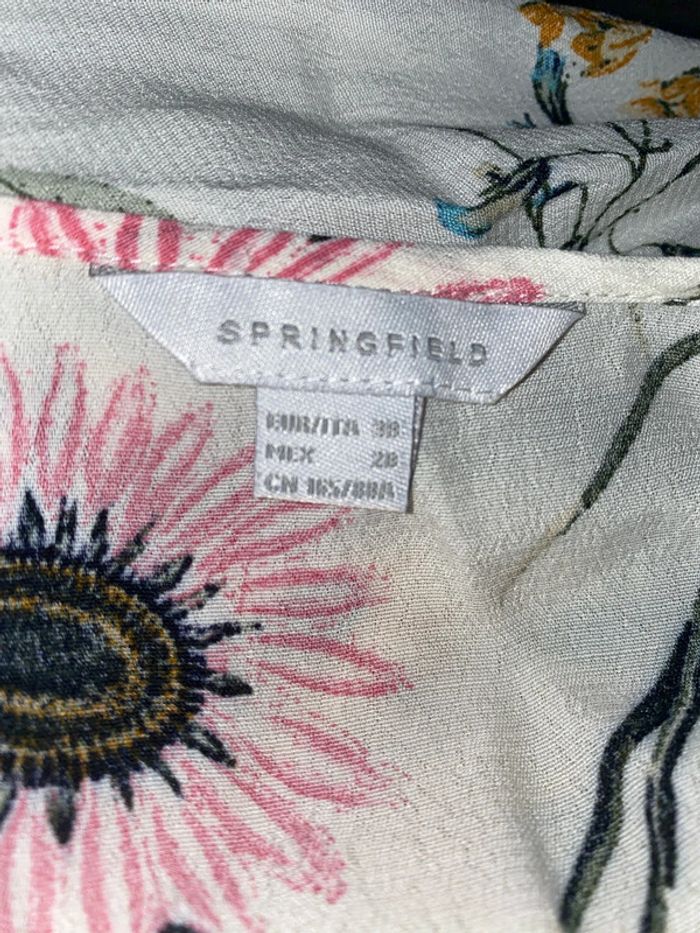 SPRINGFIELD
EUR/ITA 38
MEX 28
CN 165/88A